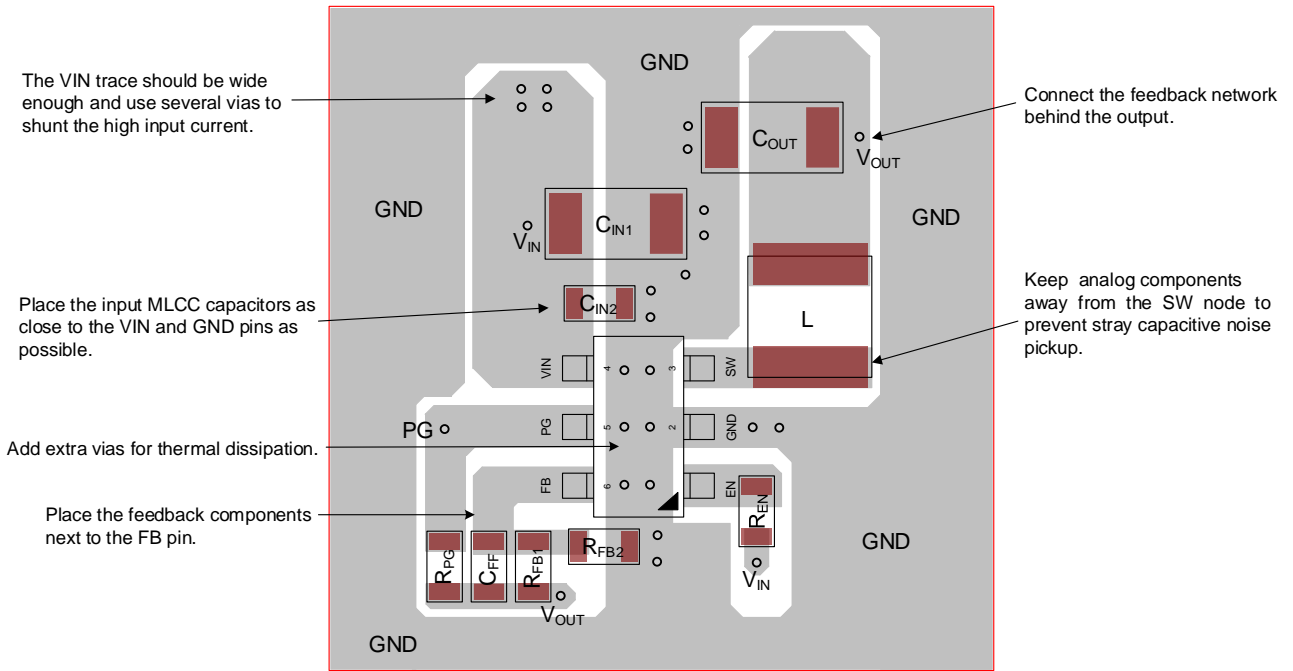 GND
The VIN trace should be wide
enough and use several vias to
shunt the high input current.
Connect the feedback network
behind the output.
COUT
VOUT
GND
CIN1
VIN
GND
Place the input MLCC capacitors as
close to the VIN and GND pins as
possible.
CIN2
L
Keep analog components
away from the SW node to
prevent stray capacitive noise
pickup.
VIN
4
3
SW
PG
PG
5
2
GND
Add extra vias for thermal dissipation.
FB
6
EN
Place the feedback components
next to the FB pin.
RPG
CFF
RFB1
RFB2
REN
VIN
GND
VOUT
GND